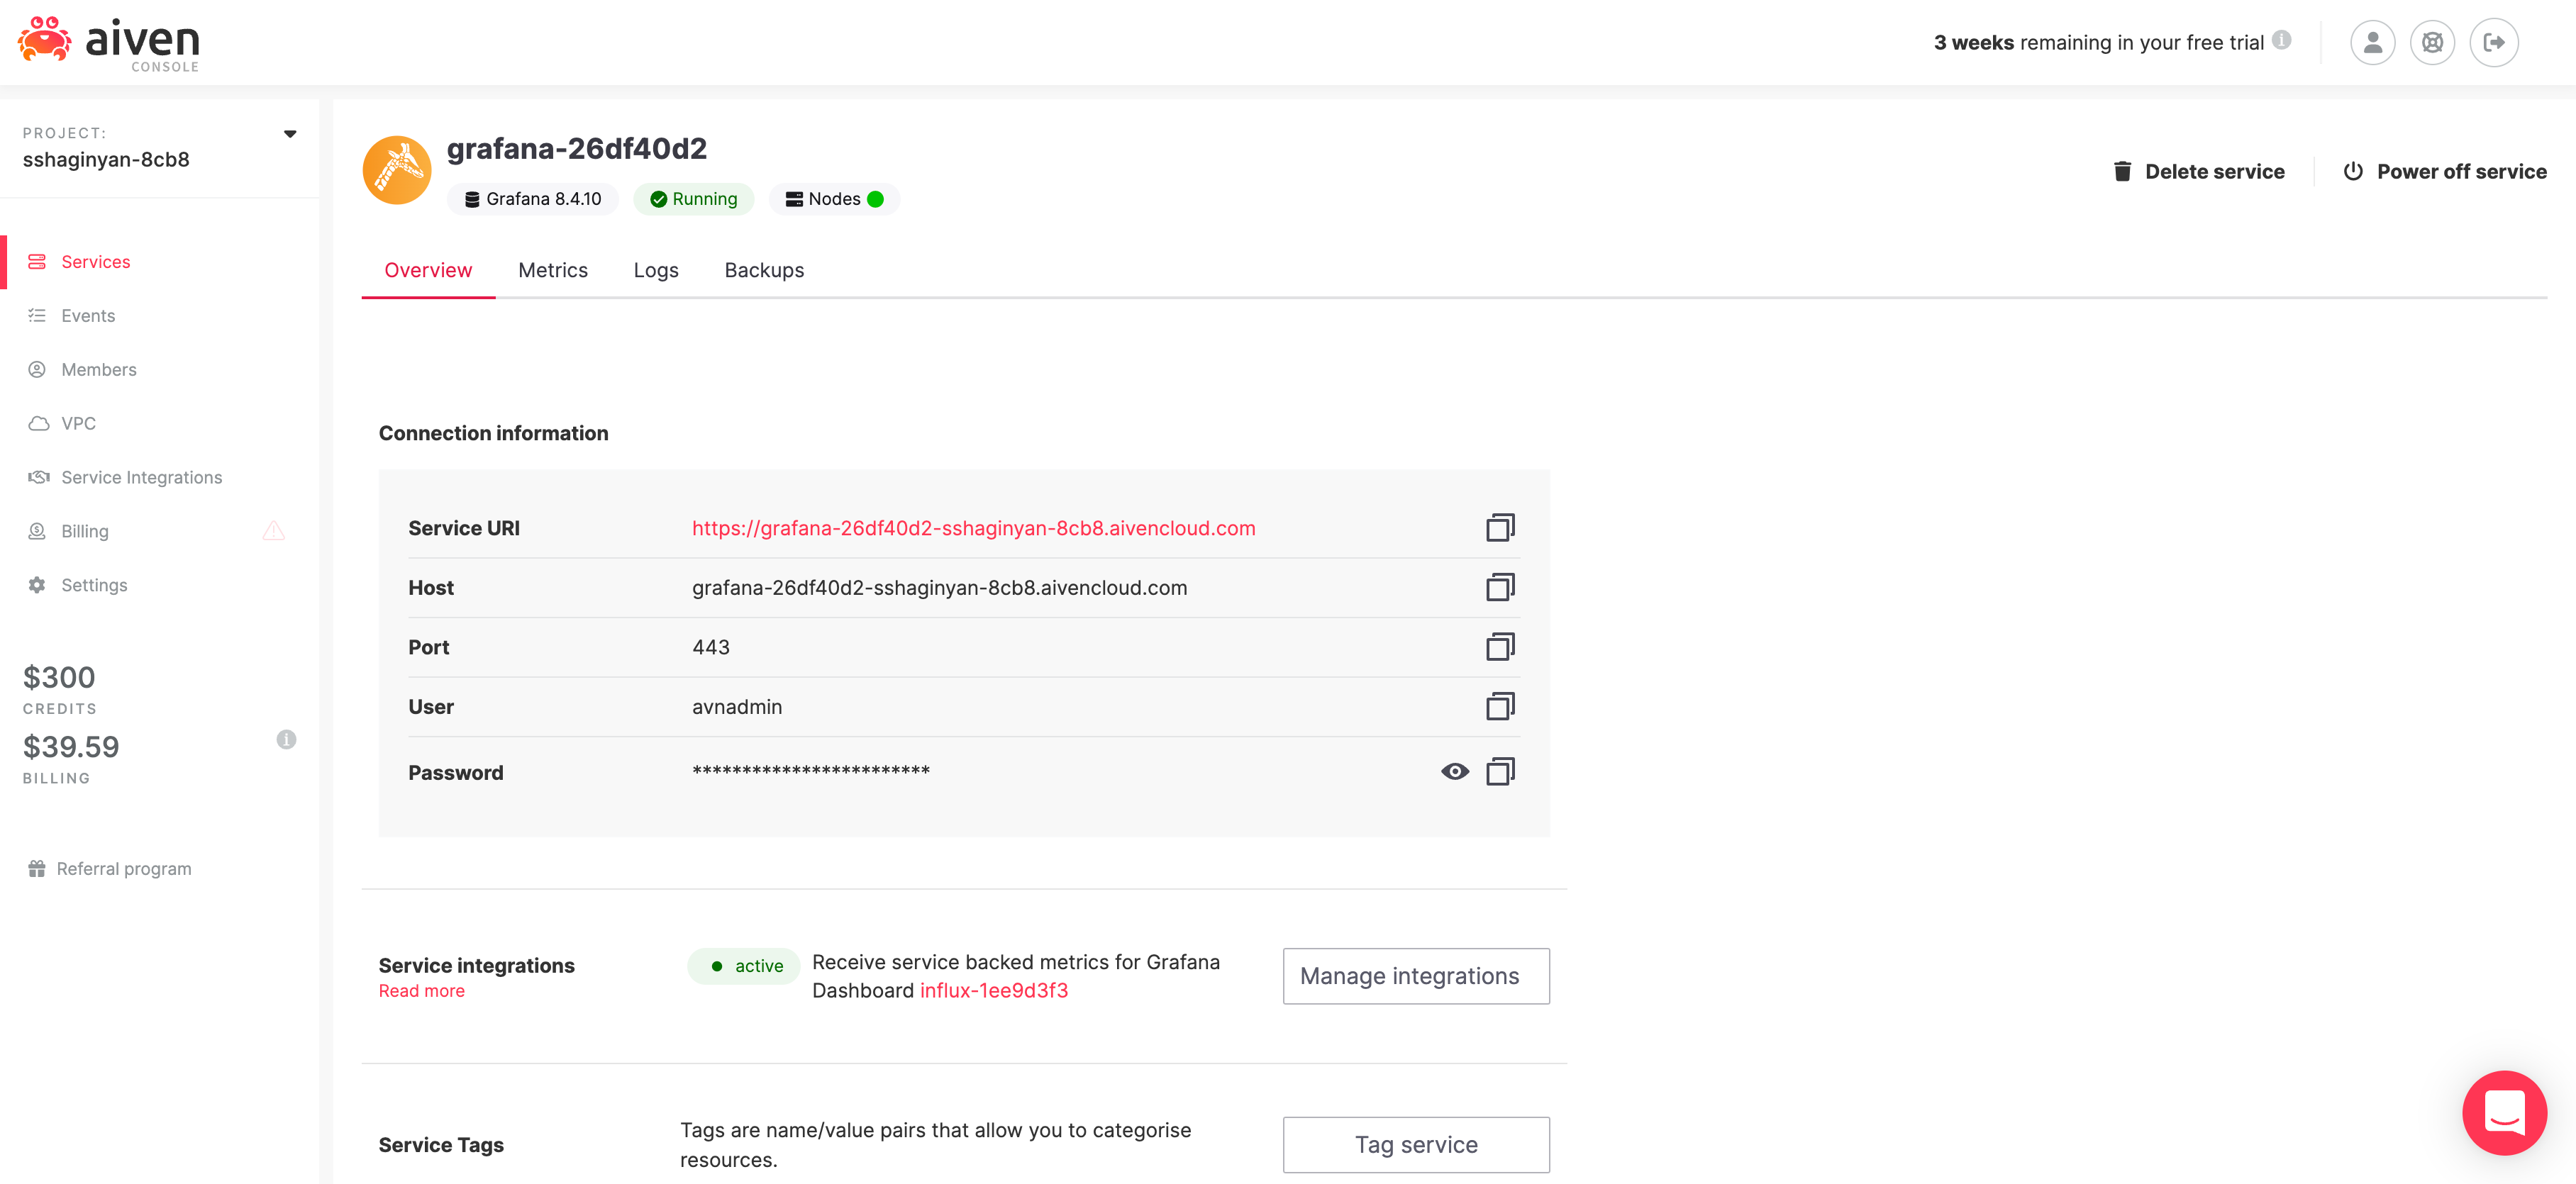 aiven
CONSOLE
3 weeks remaining in your free trial
PROJECT:
sshaginyan-8cb8
Services
Events
Members
VPC
Service Integrations
Billing
Settings
$300
CREDITS
$39.59
BILLING
Referral program
grafana-26df40d2
Grafana 8.4.10
Running
Nodes
Delete service
Power off service
Overview
Metrics
Logs
Backups
Connection information
Service URI
https://grafana-26df40d2-sshaginyan-8cb8.aivencloud.com
Host
grafana-26df40d2-sshaginyan-8cb8.aivencloud.com
Port
443
User
avnadmin
Password
************************
Service integrations
Read more
active
Receive service backed metrics for Grafana
Dashboard influx-1ee9d3f3
Manage integrations
Service Tags
Tags are name/value pairs that allow you to categorise
resources.
Tag service